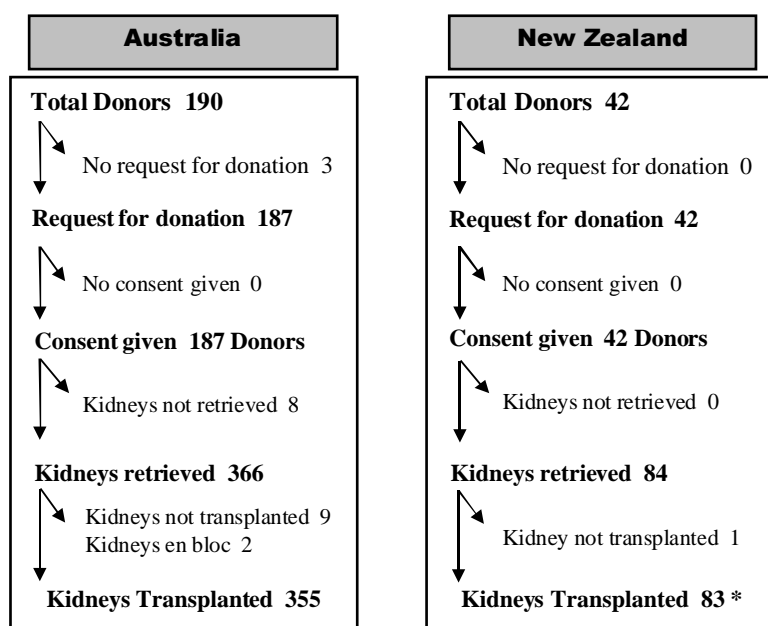 Australia
Total Donors 190
No request for donation 3
Request for donation 187
No consent given 0
Consent given 187 Donors
Kidneys not retrieved 8
Kidneys retrieved 366
Kidneys not transplanted 9
Kidneys en bloc 2
Kidneys Transplanted 355
New Zealand
Total Donors 42
No request for donation 0
Request for donation 42
No consent given 0
Consent given 42 Donors
Kidneys not retrieved 0
Kidneys retrieved 84
Kidney not transplanted 1
Kidneys Transplanted 83 *